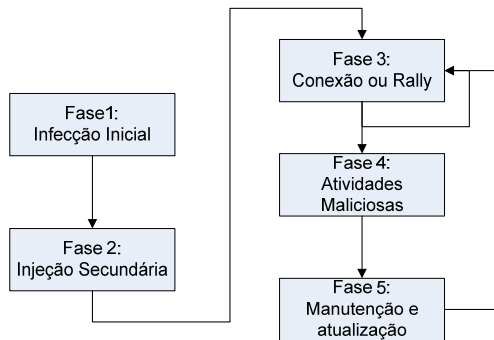 Fase1:
Infecção Inicial
Fase 2:
Injeção Secundária
Fase 3:
Conexão ou Rally
Fase 4:
Atividades
Maliciosas
Fase 5:
Manutenção e
atualização